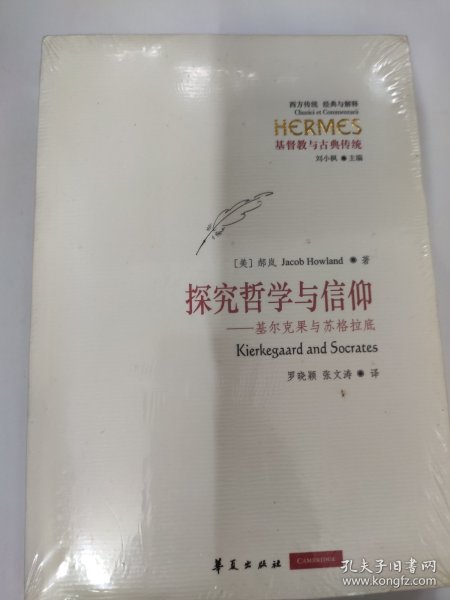 西方传统 经典与解释
Classici et Commentarii
HERMES
基督教与古典传统
刘小枫 ● 主编
[美] 郝岚 Jacob Howland ● 著
探究哲学与信仰
——基尔克果与苏格拉底
Kierkegaard and Socrates
罗晓颖 张文涛 ● 译
华夏出版社
CAMBRIDGE
孔夫子旧书网
www.kongfz.com